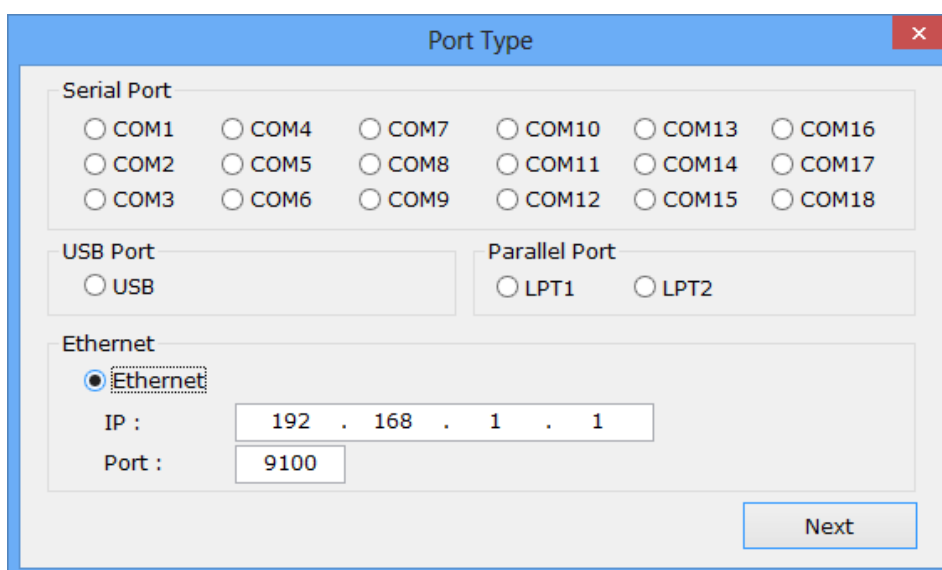 Port Type
Serial Port
COM1 COM4 COM7 COM10 COM13 COM16
COM2 COM5 COM8 COM11 COM14 COM17
COM3 COM6 COM9 COM12 COM15 COM18
USB Port Parallel Port
USB LPT1 LPT2
Ethernet
Ethernet
IP : 192 . 168 . 1 . 1
Port : 9100
Next